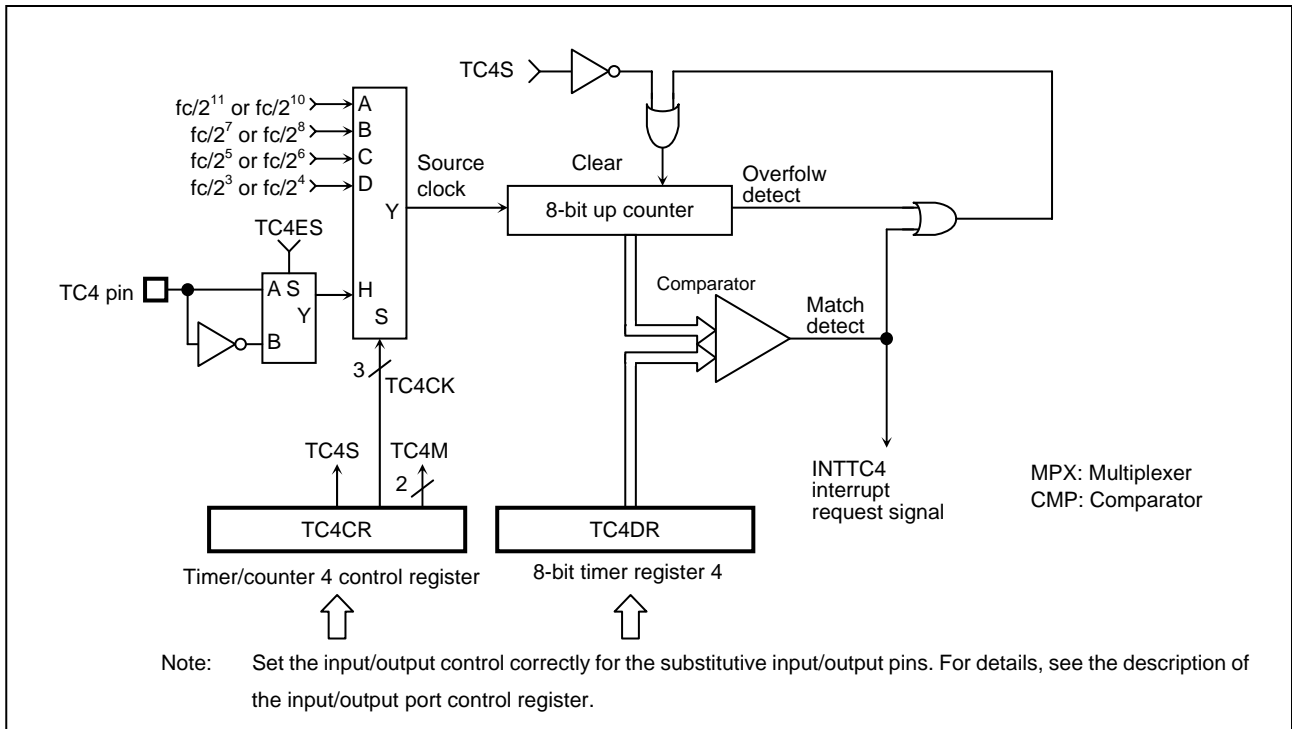 TC4S
fc/2^11 or fc/2^10
A
fc/2^7 or fc/2^8
B
fc/2^5 or fc/2^6
C
fc/2^3 or fc/2^4
D
Y
Source
clock
Clear
8-bit up counter
Overfolw
detect
TC4ES
TC4 pin
A S
Y
B
H
S
Comparator
Match
detect
3
TC4CK
TC4S
TC4M
2
INTTC4
interrupt
request signal
MPX: Multiplexer
CMP: Comparator
TC4CR
TC4DR
Timer/counter 4 control register
8-bit timer register 4
Note: Set the input/output control correctly for the substitutive input/output pins. For details, see the description of
the input/output port control register.